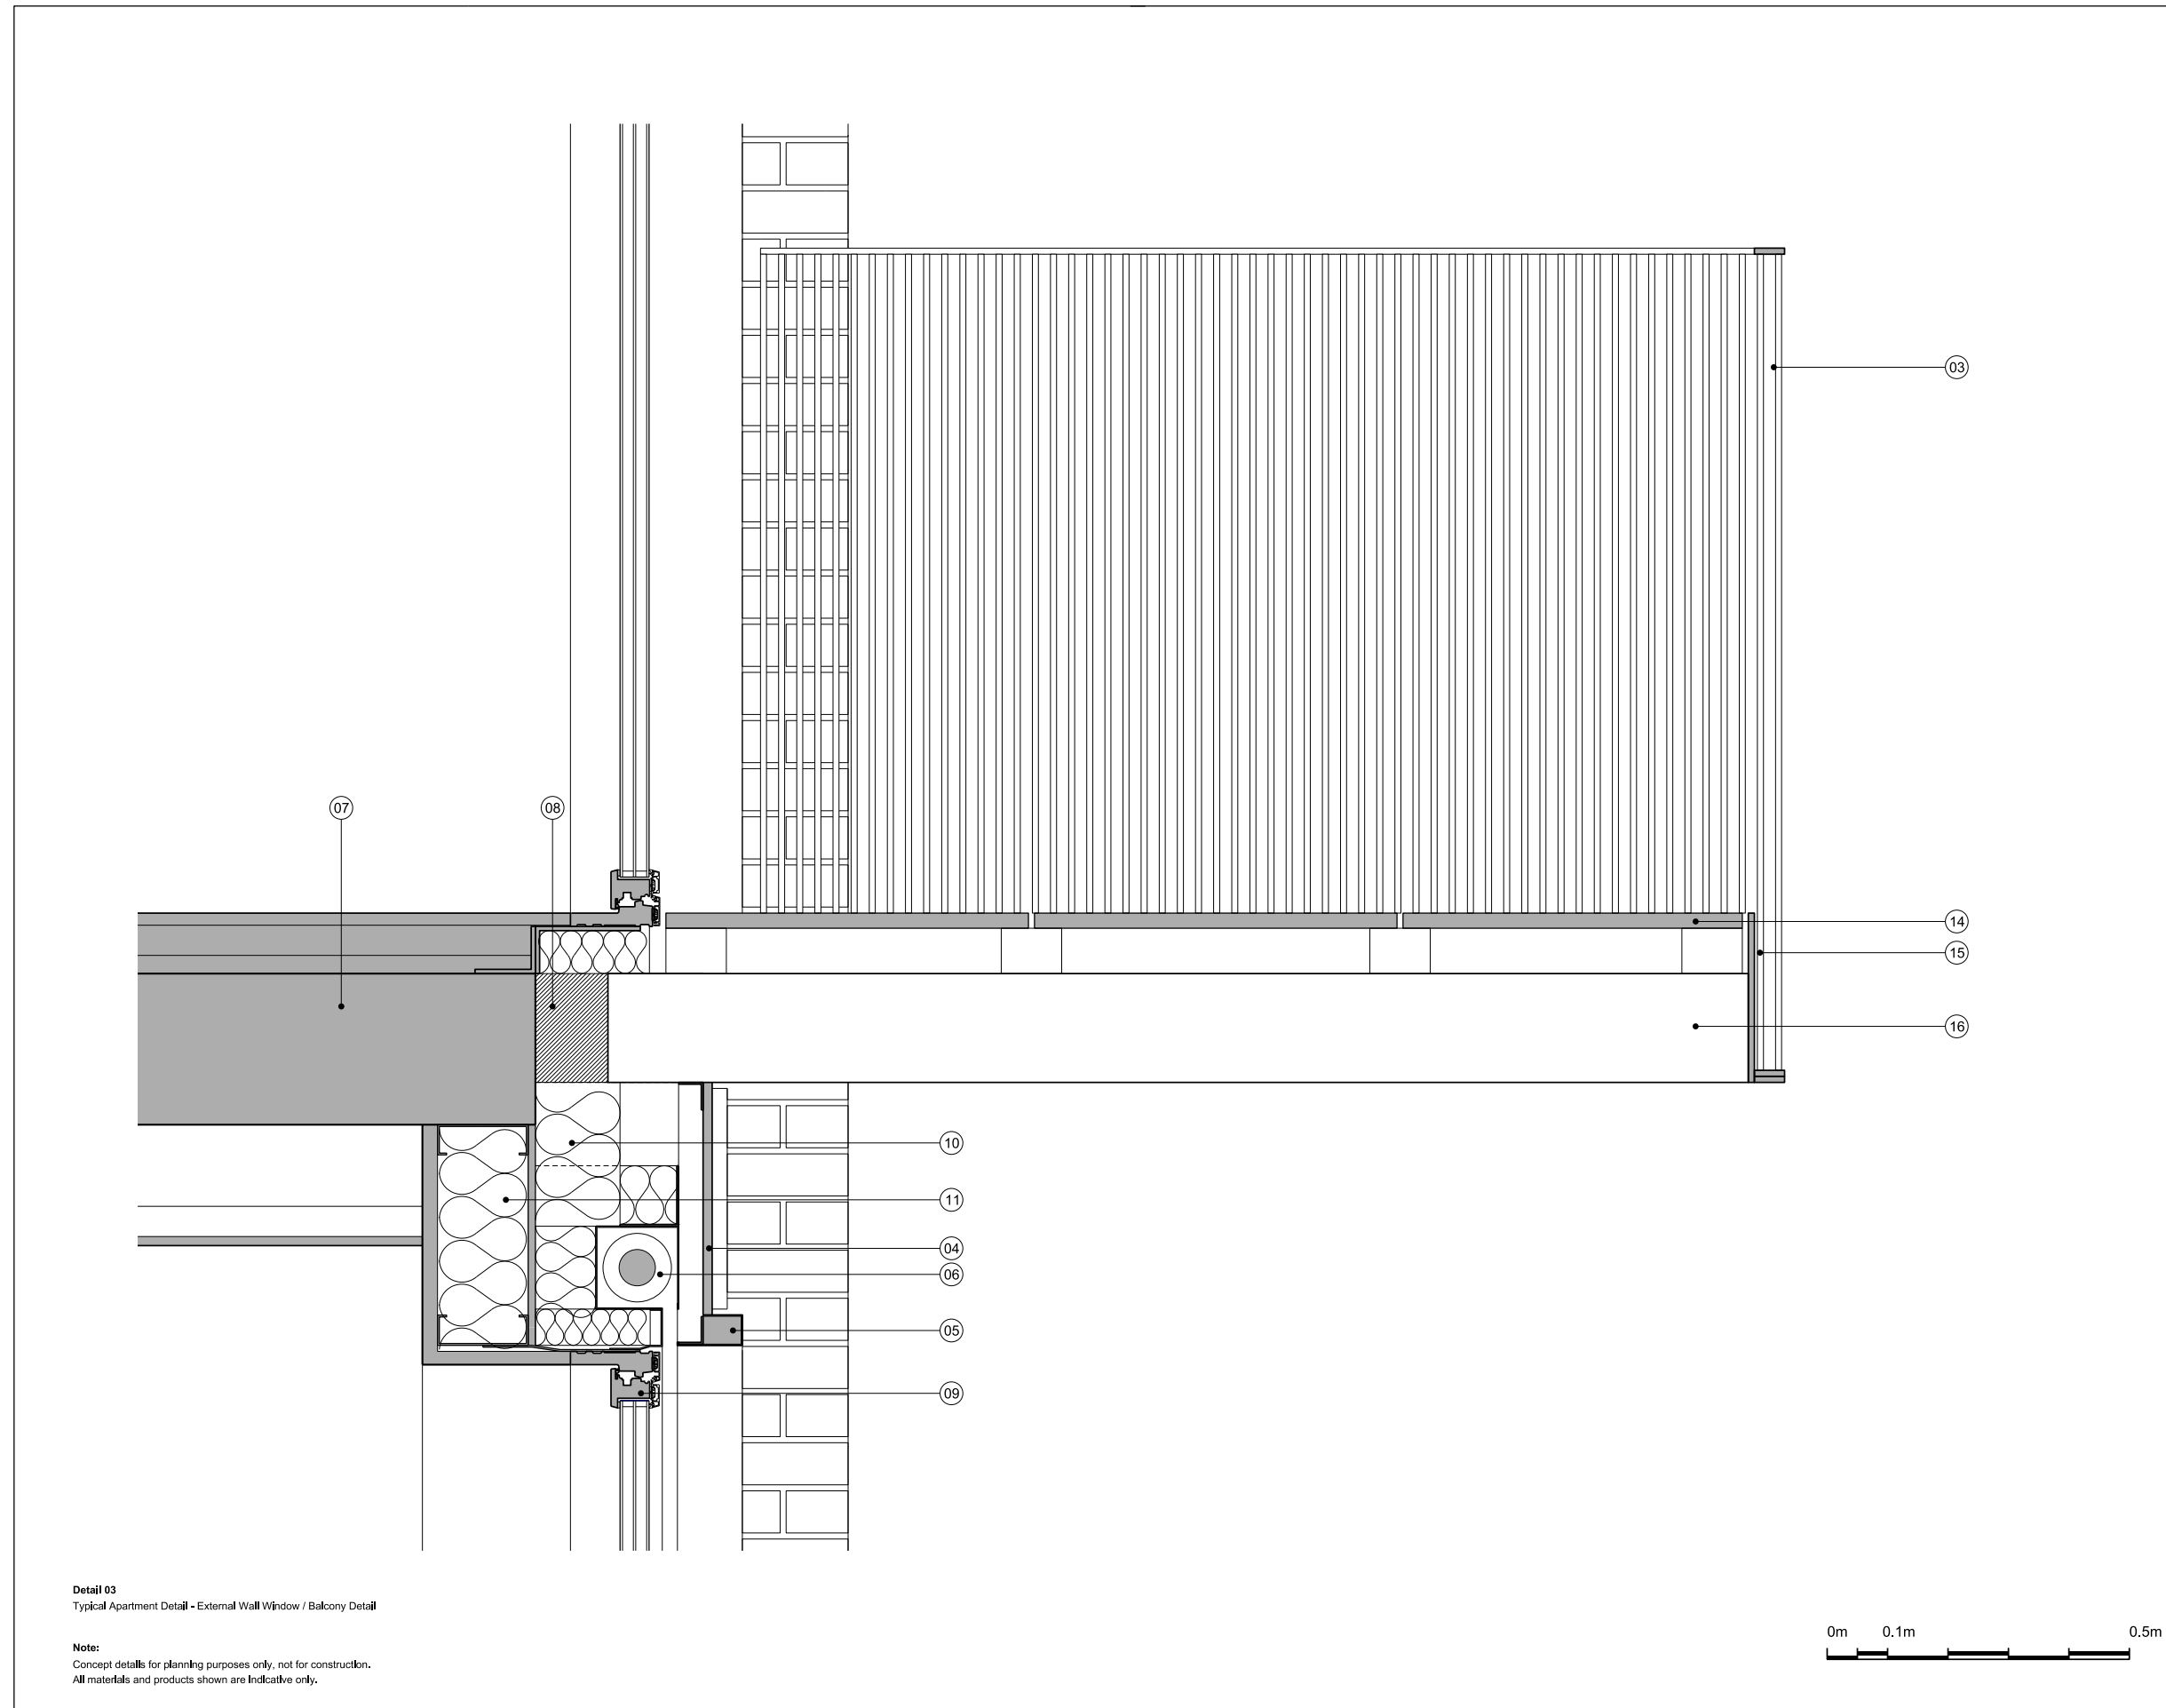 03
07
08
14
15
16
10
11
04
06
05
09
Detail 03
Typical Apartment Detail - External Wall Window / Balcony Detail
Note:
Concept details for planning purposes only, not for construction.
All materials and products shown are indicative only.
0m 0.1m 0.5m